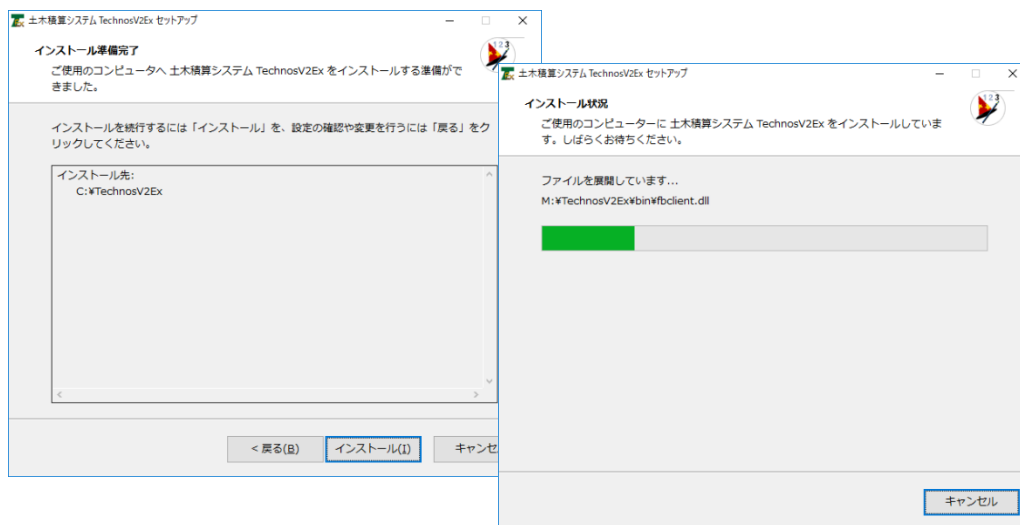 土木積算システム TechnosV2Ex セットアップ
インストール準備完了
ご使用のコンピュータへ 土木積算システム TechnosV2Ex をインストールする準備がで
きました。
インストールを続行するには「インストール」を、設定の確認や変更を行うには「戻る」をク
リックしてください。
インストール先:
C:¥TechnosV2Ex
< 戻る(B)
インストール(I)
キャンセ
土木積算システム TechnosV2Ex セットアップ
インストール状況
ご使用のコンピューターに 土木積算システム TechnosV2Ex をインストールしていま
す。しばらくお待ちください。
ファイルを展開しています...
M:¥TechnosV2Ex¥bin¥fbclient.dll
キャンセル